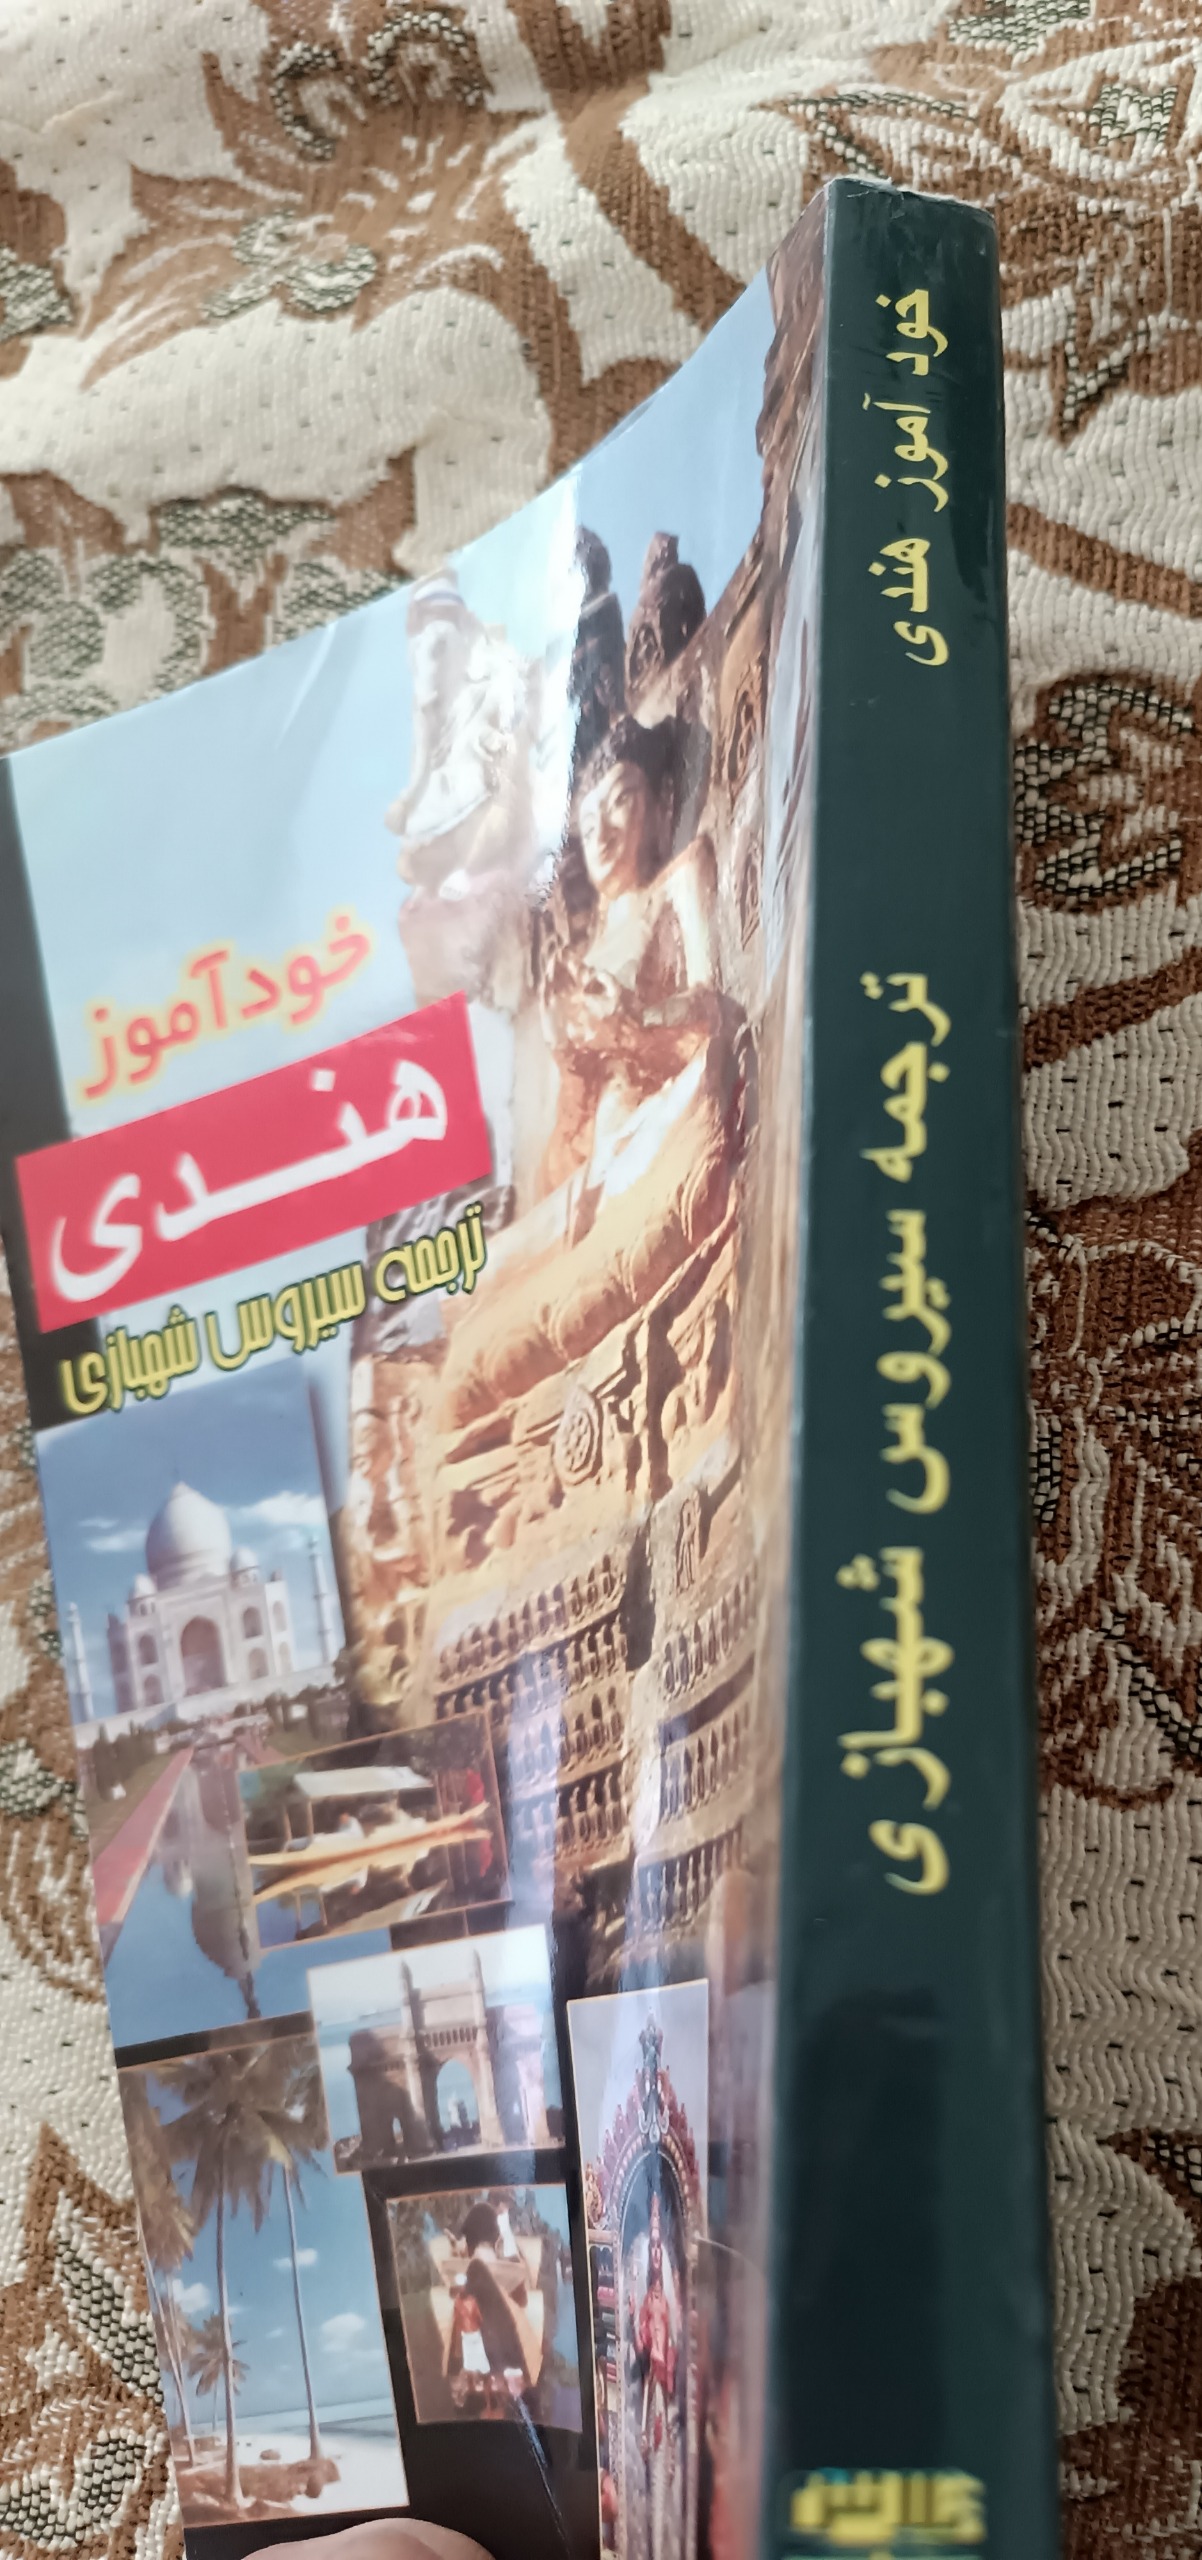 خودآموز
هندی
ترجمه سیروس شهبازی
خود آموز هندی
ترجمه سیروس شهبازی